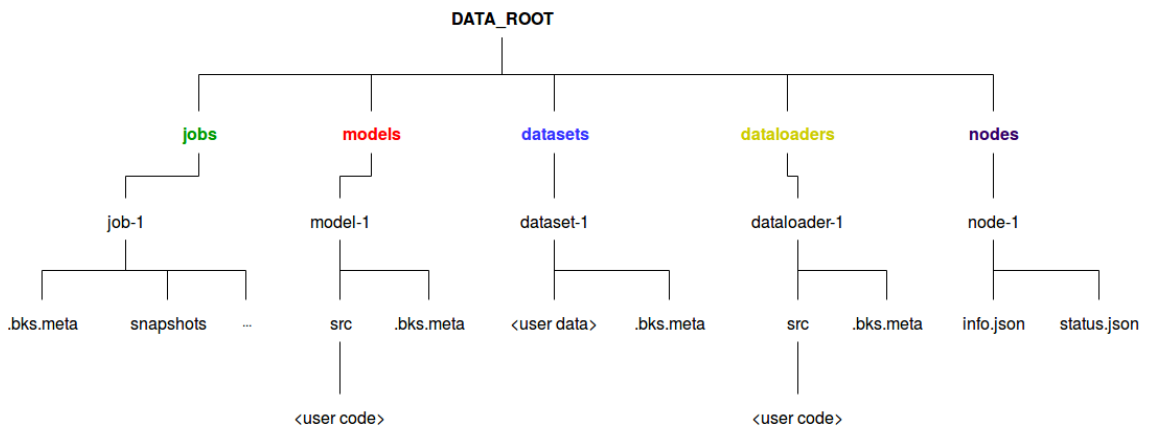 DATA_ROOT
jobs models datasets dataloaders nodes
job-1 model-1 dataset-1 dataloader-1 node-1
.bks.meta snapshots ... src .bks.meta <user data> .bks.meta src .bks.meta info.json status.json
<user code> <user code>